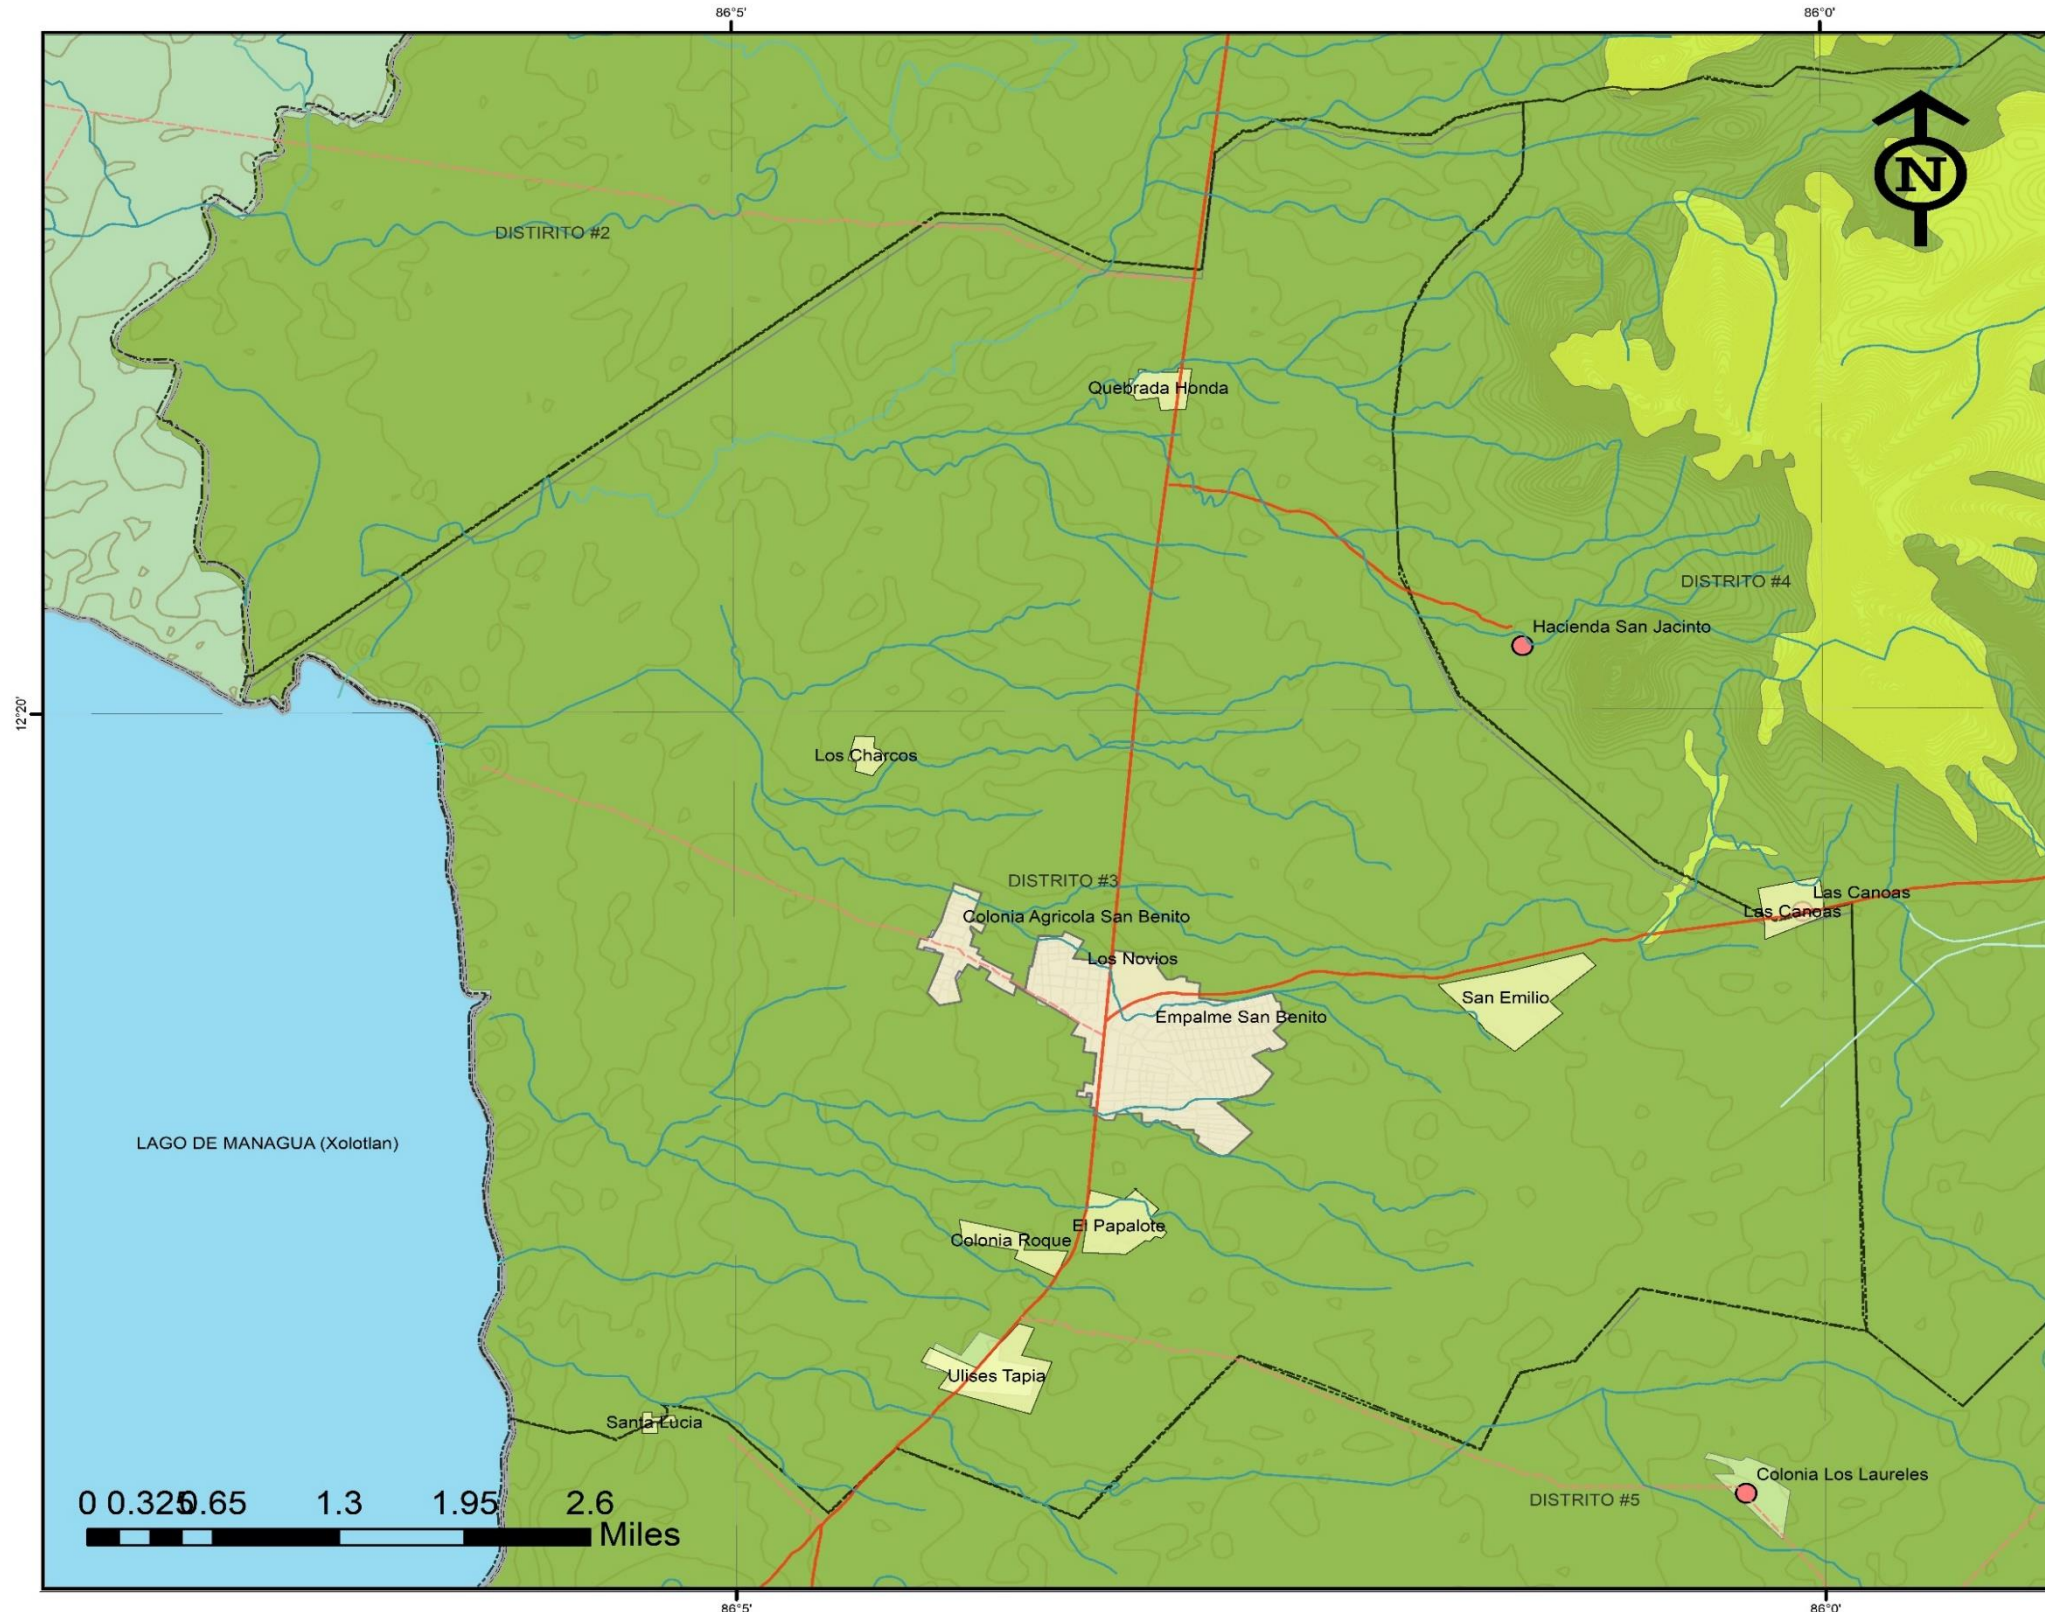 86°5'
86°0'
N
DISTIRITO #2
Quebrada Honda
DISTRITO #4
Hacienda San Jacinto
12°20'
Los Charcos
DISTRITO #3
Las Canoas
Las Canoas
Colonia Agricola San Benito
Los Novios
San Emilio
Empalme San Benito
LAGO DE MANAGUA (Xolotlan)
El Papalote
Colonia Roque
Ulises Tapia
Santa Lucia
Colonia Los Laureles
DISTRITO #5
0 0.325 0.65 1.3 1.95 2.6
Miles
86°5'
86°0'